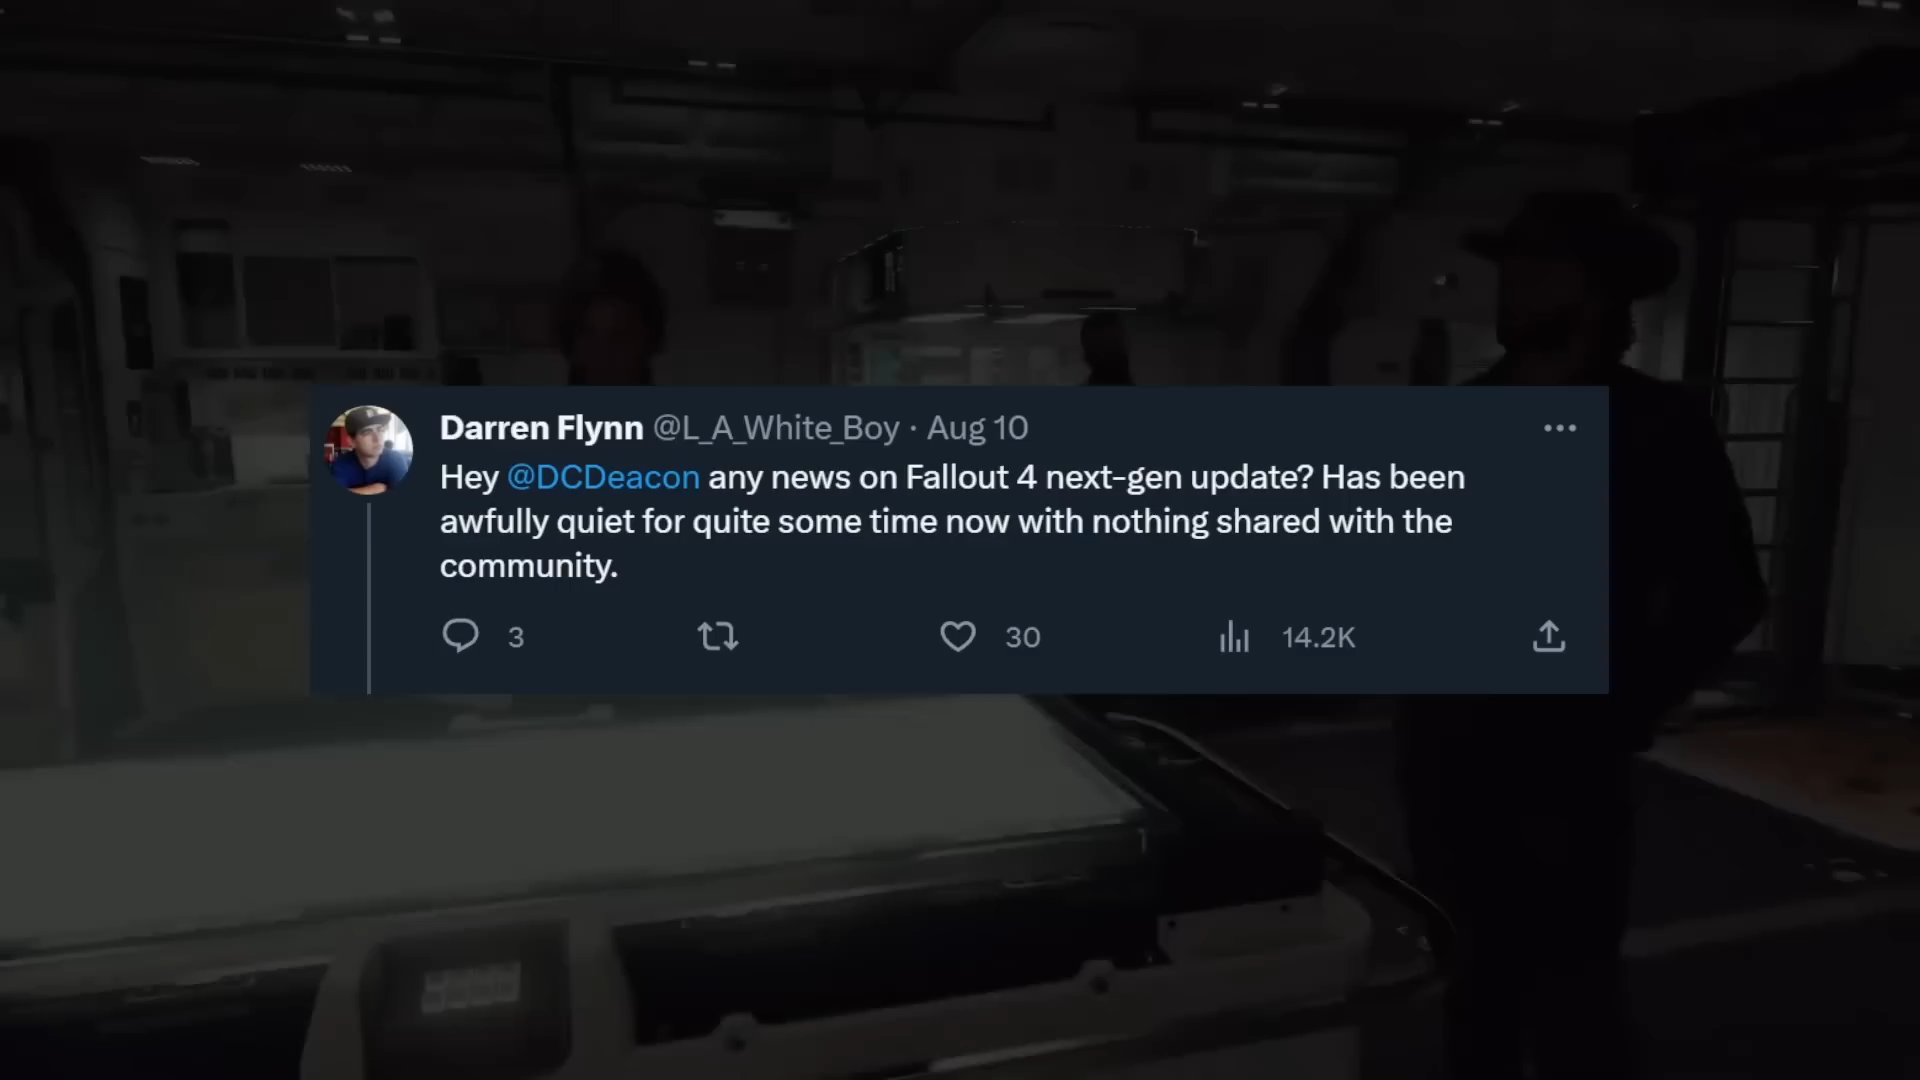 Darren Flynn @L_A_White_Boy · Aug 10
Hey @DCDeacon any news on Fallout 4 next-gen update? Has been
awfully quiet for quite some time now with nothing shared with the
community.
3 30 14.2K